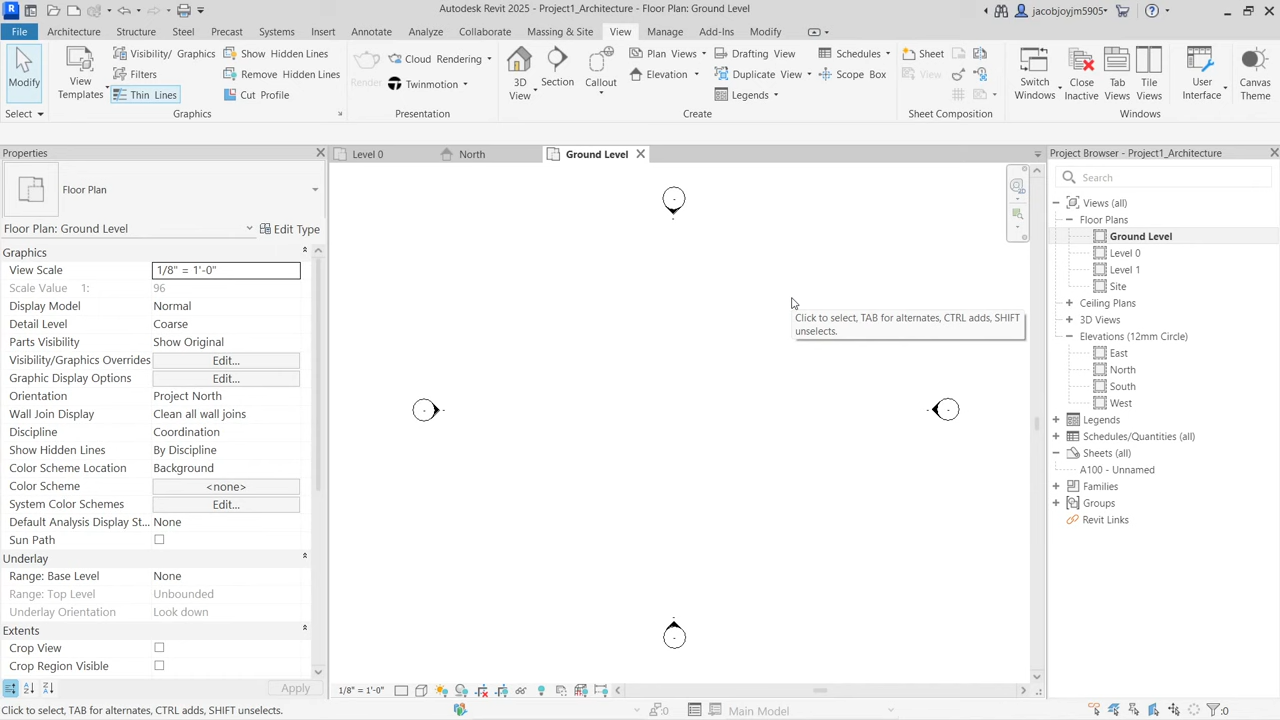 Autodesk Revit 2025 - Project1_Architecture - Floor Plan: Ground Level
jacobjoyjm5905
File Architecture Structure Steel Precast Systems Insert Annotate Analyze Collaborate Massing & Site View Manage Add-Ins Modify
Modify
View Templates
Visibility/ Graphics
Filters
Thin Lines
Show Hidden Lines
Remove Hidden Lines
Cut Profile
Render
Cloud Rendering
Twinmotion
3D View
Section
Callout
Plan Views
Elevation
Drafting View
Duplicate View
Legends
Schedules
Scope Box
Sheet
View
Switch Windows
Close Inactive
Tab Views
Tile Views
User Interface
Canvas Theme
Select Graphics Presentation Create Sheet Composition Windows
Properties
Floor Plan
Floor Plan: Ground Level Edit Type
Graphics
View Scale 1/8" = 1'-0"
Scale Value 1: 96
Display Model Normal
Detail Level Coarse
Parts Visibility Show Original
Visibility/Graphics Overrides Edit...
Graphic Display Options Edit...
Orientation Project North
Wall Join Display Clean all wall joins
Discipline Coordination
Show Hidden Lines By Discipline
Color Scheme Location Background
Color Scheme <none>
System Color Schemes Edit...
Default Analysis Display St... None
Sun Path
Underlay
Range: Base Level None
Range: Top Level Unbounded
Underlay Orientation Look down
Extents
Crop View
Crop Region Visible
Apply
Level 0 North Ground Level
Click to select, TAB for alternates, CTRL adds, SHIFT
unselects.
1/8" = 1'-0"
Project Browser - Project1_Architecture
Search
Views (all)
Floor Plans
Ground Level
Level 0
Level 1
Site
Ceiling Plans
3D Views
Elevations (12mm Circle)
East
North
South
West
Legends
Schedules/Quantities (all)
Sheets (all)
A100 - Unnamed
Families
Groups
Revit Links
Click to select, TAB for alternates, CTRL adds, SHIFT unselects.
:0
Main Model
:0